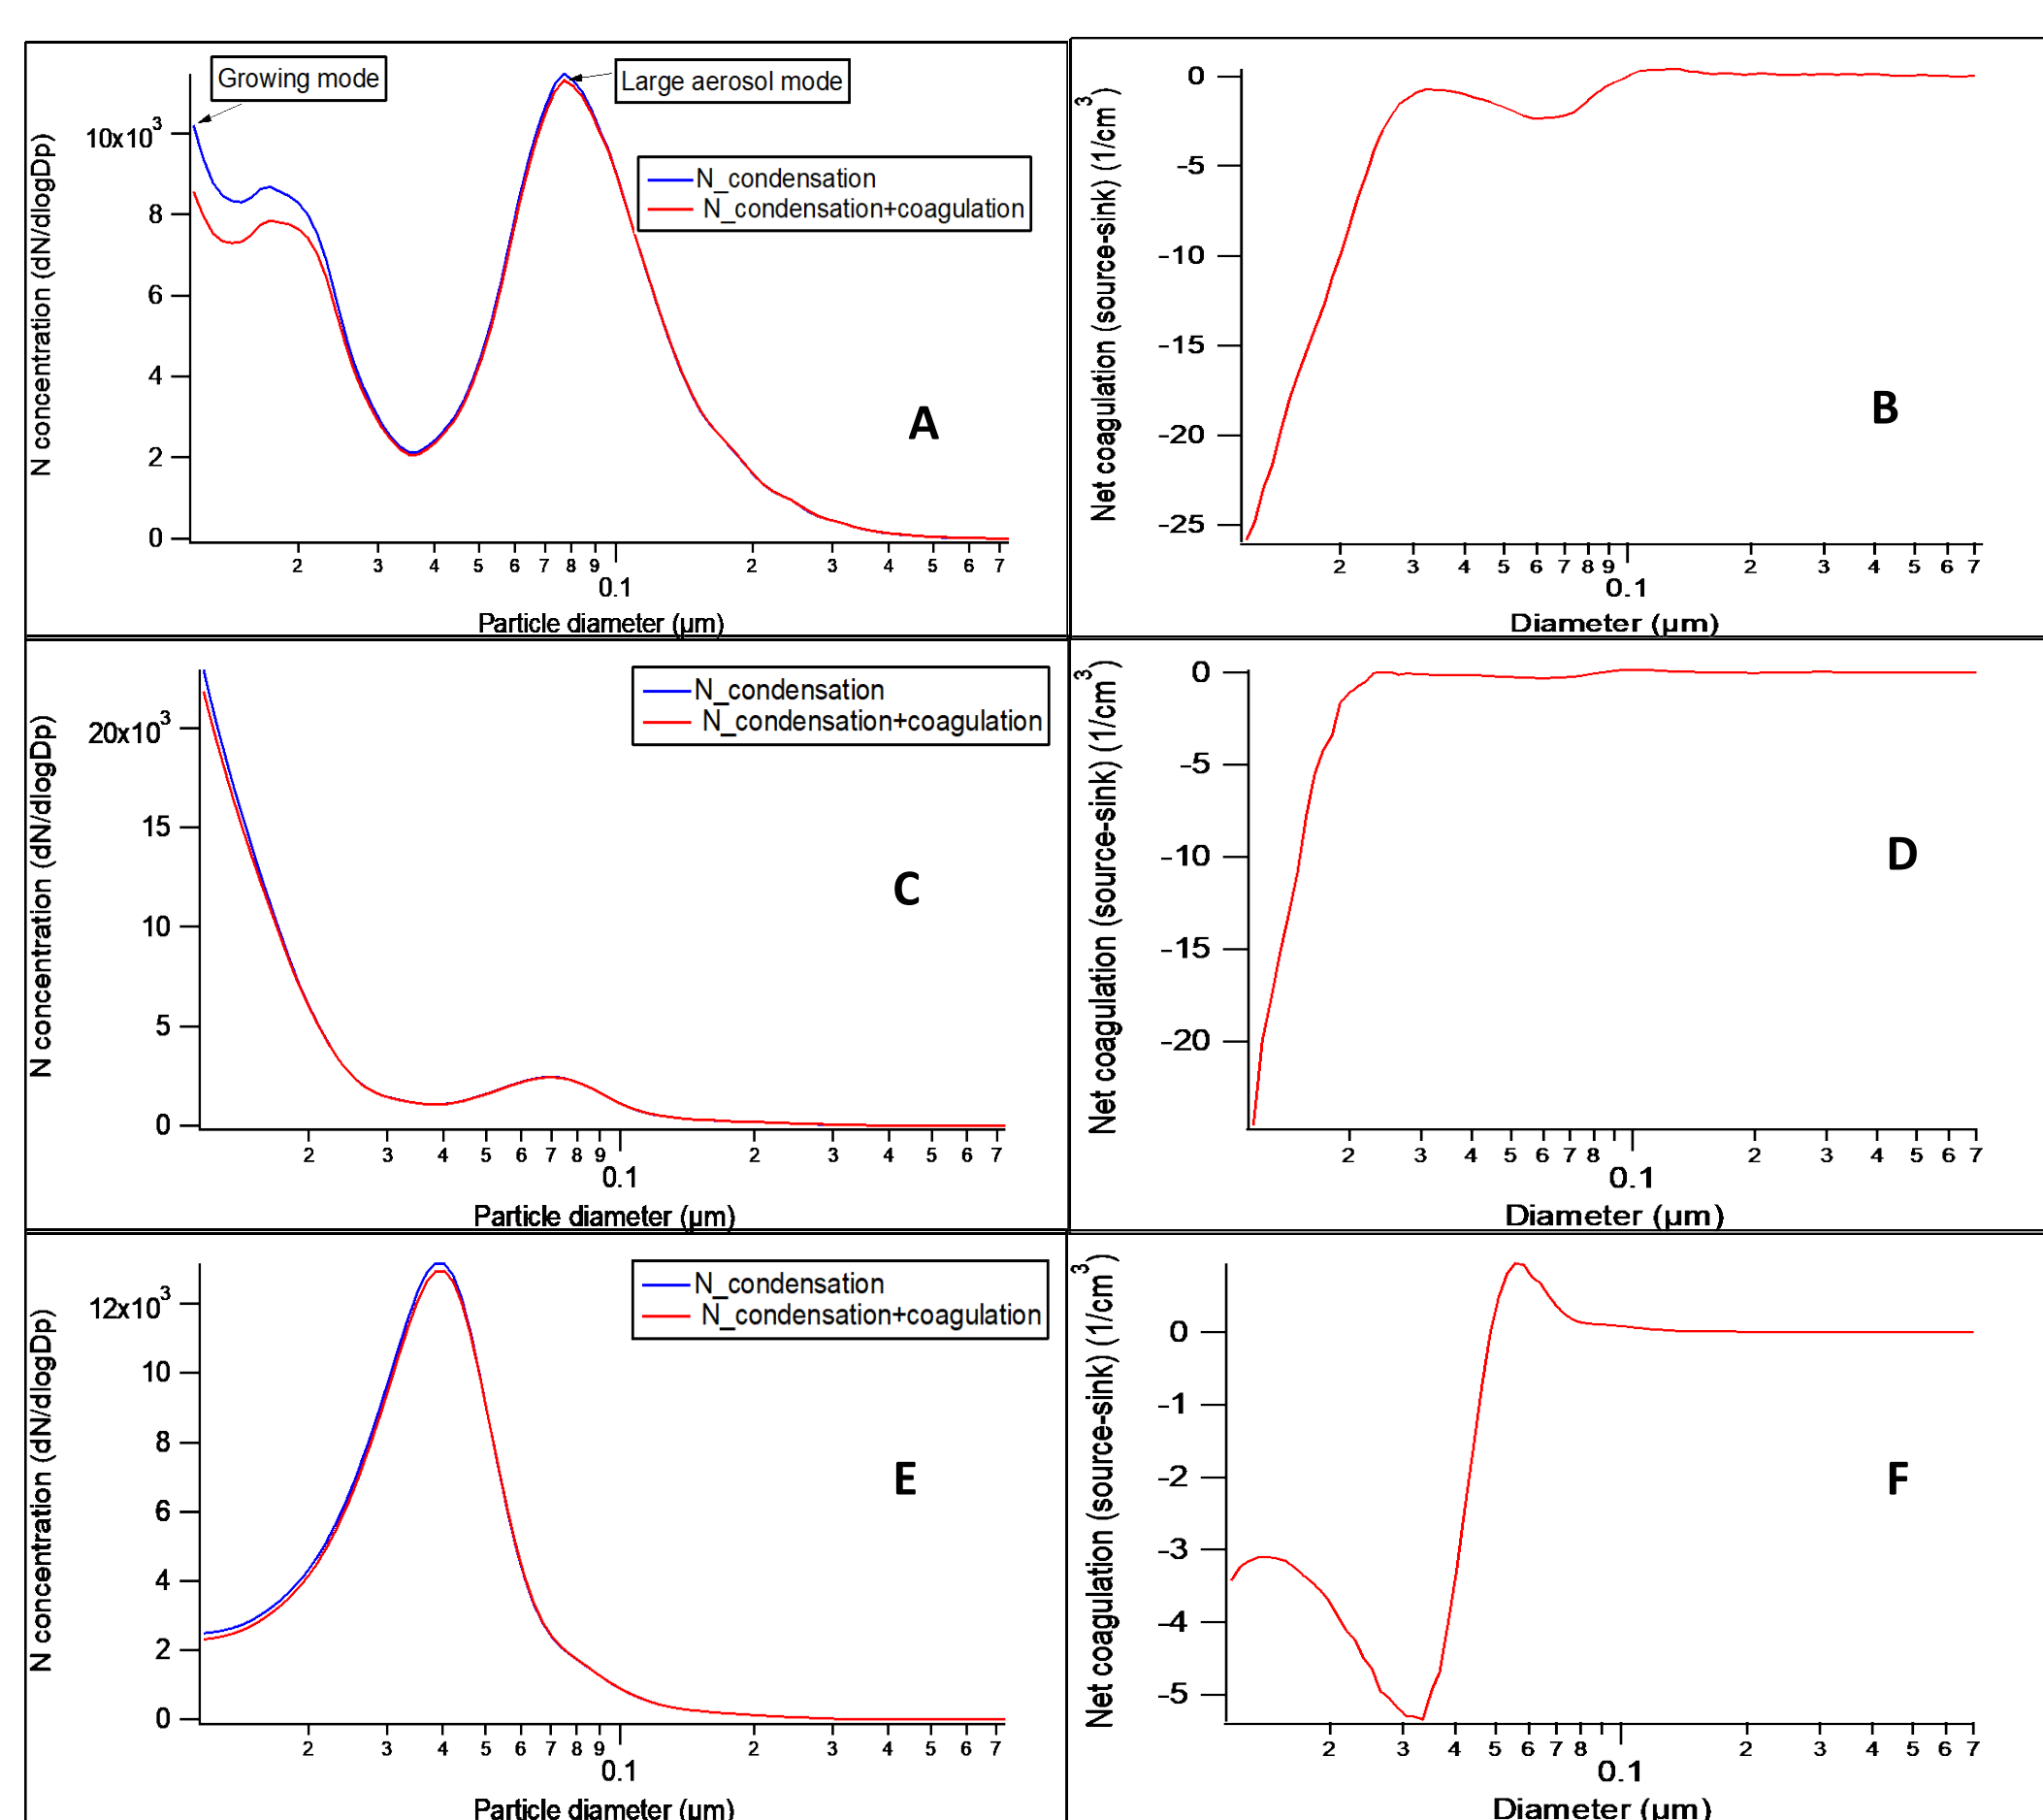 Growing mode
Large aerosol mode
N_condensation
N_condensation+coagulation
N concentration (dN/dlogDp)
10x10³
8
6
4
2
0
2 3 4 5 6 7 8 9 2 3 4 5 6 7
0.1
Particle diameter (µm)
A
Net coagulation (source-sink) (1/cm³)
0
-5
-10
-15
-20
-25
2 3 4 5 6 7 8 9 2 3 4 5 6 7
0.1
Diameter (µm)
B
N_condensation
N_condensation+coagulation
N concentration (dN/dlogDp)
20x10³
15
10
5
0
2 3 4 5 6 7 8 9 2 3 4 5 6 7
0.1
Particle diameter (µm)
C
Net coagulation (source-sink) (1/cm³)
0
-5
-10
-15
-20
2 3 4 5 6 7 8 2 3 4 5 6 7
0.1
Diameter (µm)
D
N_condensation
N_condensation+coagulation
N concentration (dN/dlogDp)
12x10³
10
8
6
4
2
0
2 3 4 5 6 7 8 9 2 3 4 5 6 7
0.1
Particle diameter (µm)
E
Net coagulation (source-sink) (1/cm³)
0
-1
-2
-3
-4
-5
2 3 4 5 6 7 8 2 3 4 5 6 7
0.1
Diameter (µm)
F